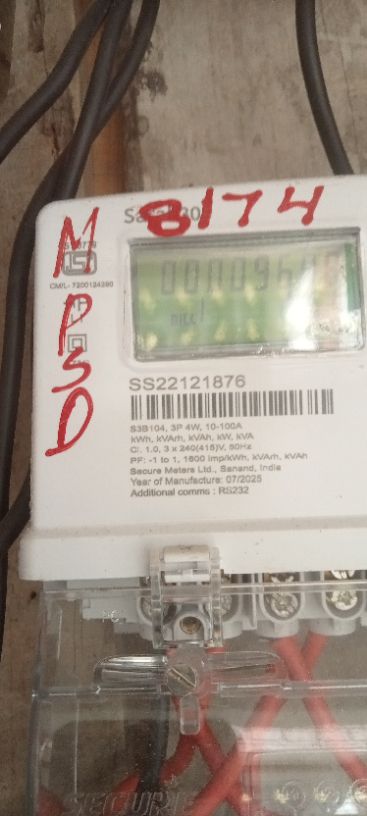 8174
M
P
S
D
CM/L- 7200124290
BILL
SS22121876
S3B104, 3P 4W, 10-100A
kWh, kVArh, kVAh, kW, kVA
Cl. 1.0, 3 x 240(415)V, 50Hz
PF: -1 to 1, 1600 imp/kWh, kVArh, kVAh
Secure Meters Ltd., Sanand, India
Year of Manufacture: 07/2025
Additional comms : RS232
SECURE